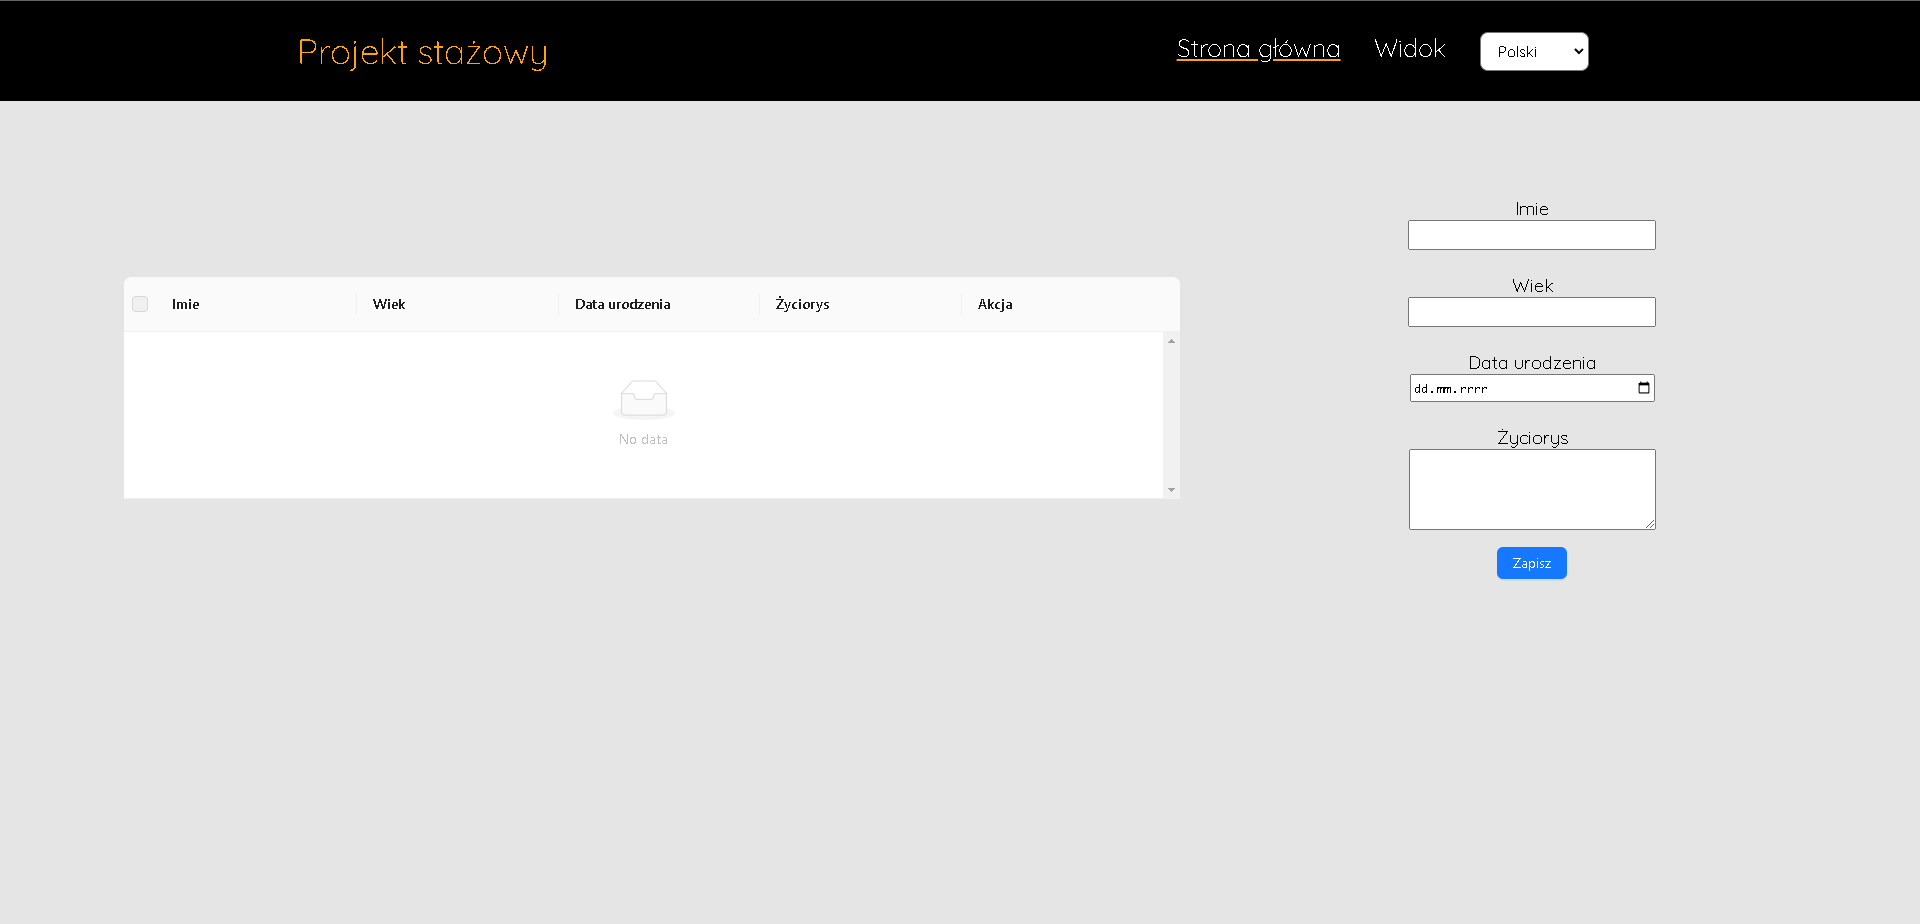 Projekt stażowy
Strona główna
Widok
Polski
Imie
Wiek
Data urodzenia
Życiorys
Akcja
No data
Imie
Wiek
Data urodzenia
dd.mm.rrrr
Życiorys
Zapisz